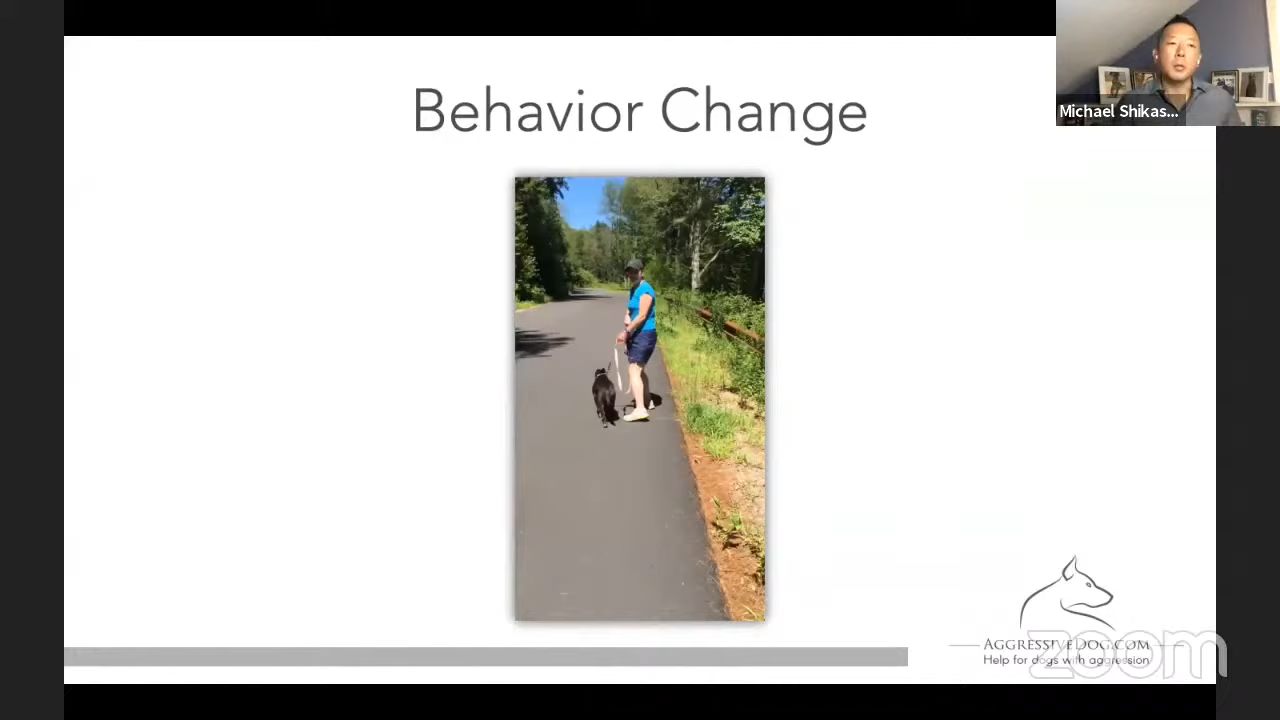 Behavior Change
Michael Shikas...
AGGRESSIVEDOG.COM
Help for dogs with aggression
zoom